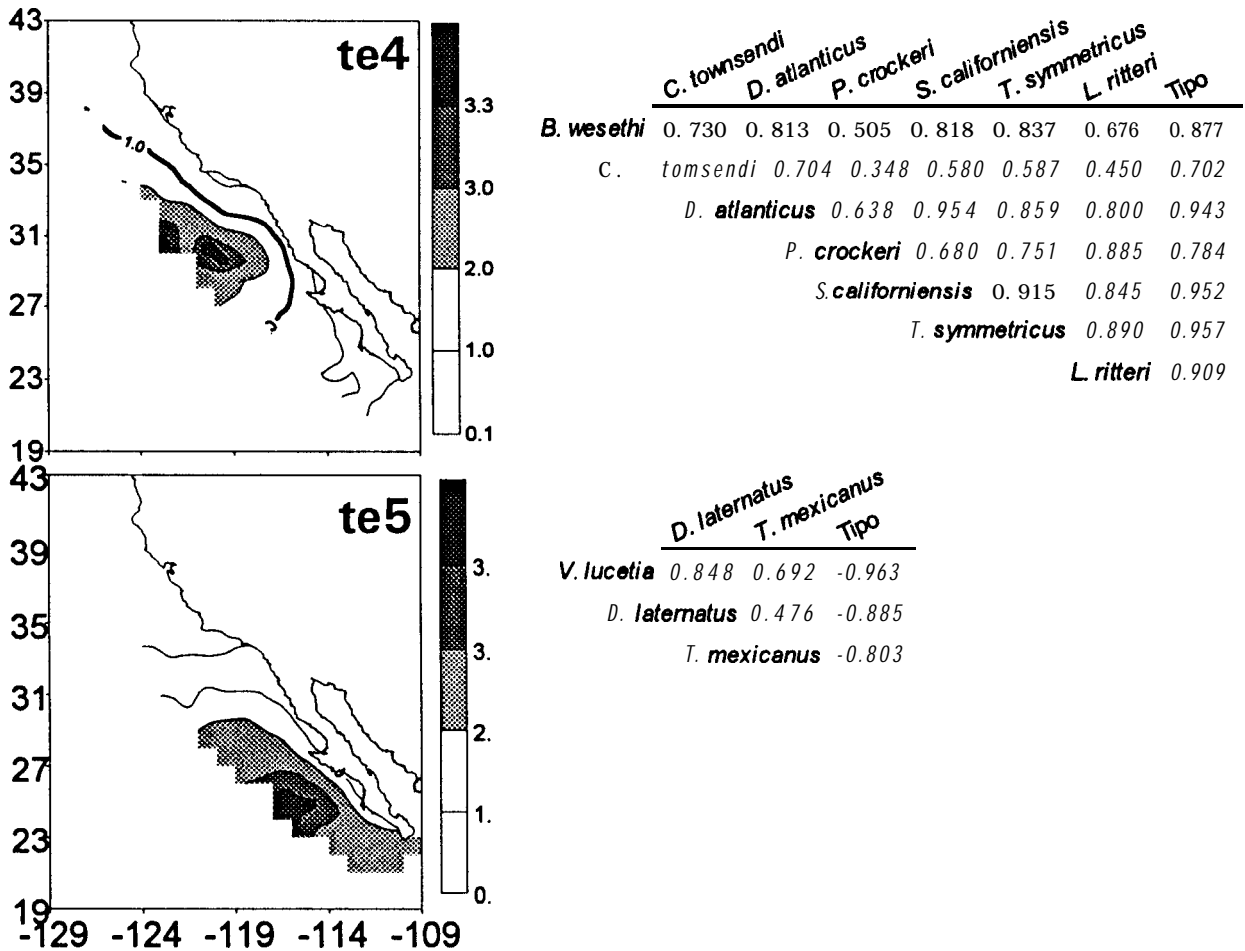 43
39
35
31
27
23
19
te4
1.0
3.3
3.0
2.0
1.0
0.1
C. townsendi D. atlanticus P. crockeri S. californiensis T. symmetricus L. ritteri Tipo
B. wesethi 0.730 0.813 0.505 0.818 0.837 0.676 0.877
C. tomsendi 0.704 0.348 0.580 0.587 0.450 0.702
D. atlanticus 0.638 0.954 0.859 0.800 0.943
P. crockeri 0.680 0.751 0.885 0.784
S.californiensis 0.915 0.845 0.952
T. symmetricus 0.890 0.957
L. ritteri 0.909
43
39
35
31
27
23
19
te5
3.
3.
2.
1.
0.
-129 -124 -119 -114 -109
D. laternatus T. mexicanus Tipo
V. lucetia 0.848 0.692 -0.963
D. laternatus 0.476 -0.885
T. mexicanus -0.803